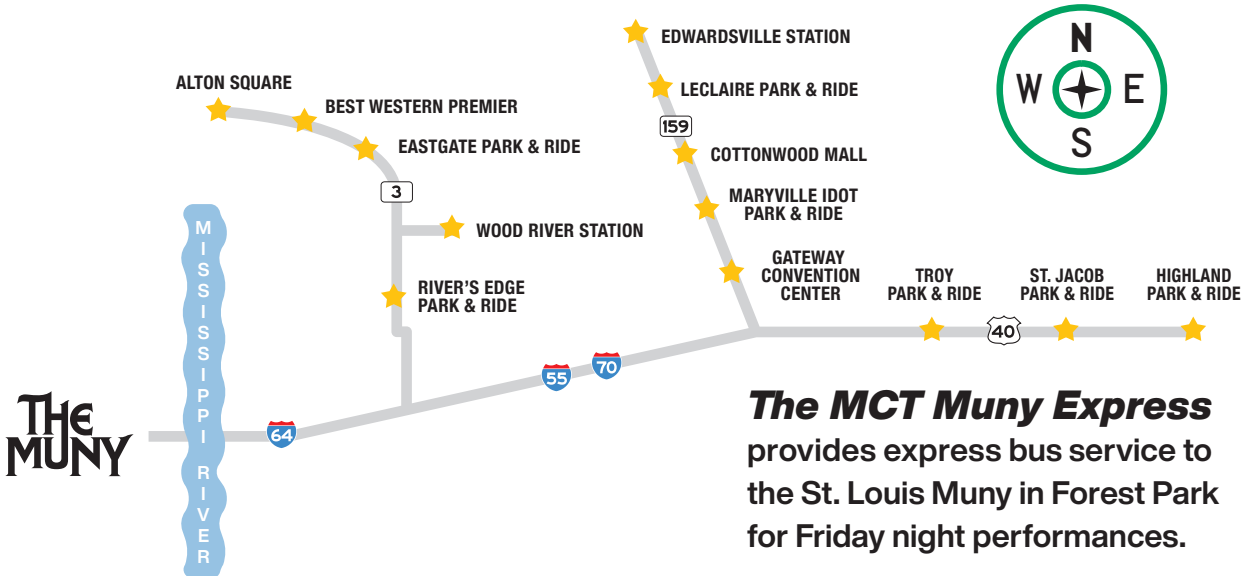 EDWARDSVILLE STATION
N
W E
S
ALTON SQUARE
LECLAIRE PARK & RIDE
BEST WESTERN PREMIER
159
EASTGATE PARK & RIDE
COTTONWOOD MALL
3
MARYVILLE IDOT
PARK & RIDE
WOOD RIVER STATION
MISSISSIPPI RIVER
GATEWAY
CONVENTION
CENTER
TROY
PARK & RIDE
ST. JACOB
PARK & RIDE
HIGHLAND
PARK & RIDE
RIVER'S EDGE
PARK & RIDE
40
70
55
64
THE
MUNY
The MCT Muny Express
provides express bus service to
the St. Louis Muny in Forest Park
for Friday night performances.